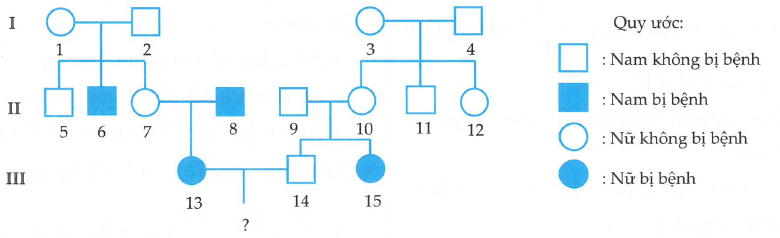 I
1 2 3 4
Quy ước:
: Nam không bị bệnh
: Nam bị bệnh
II
5 6 7 8 9 10 11 12
: Nữ không bị bệnh
: Nữ bị bệnh
III
13 14 15
?